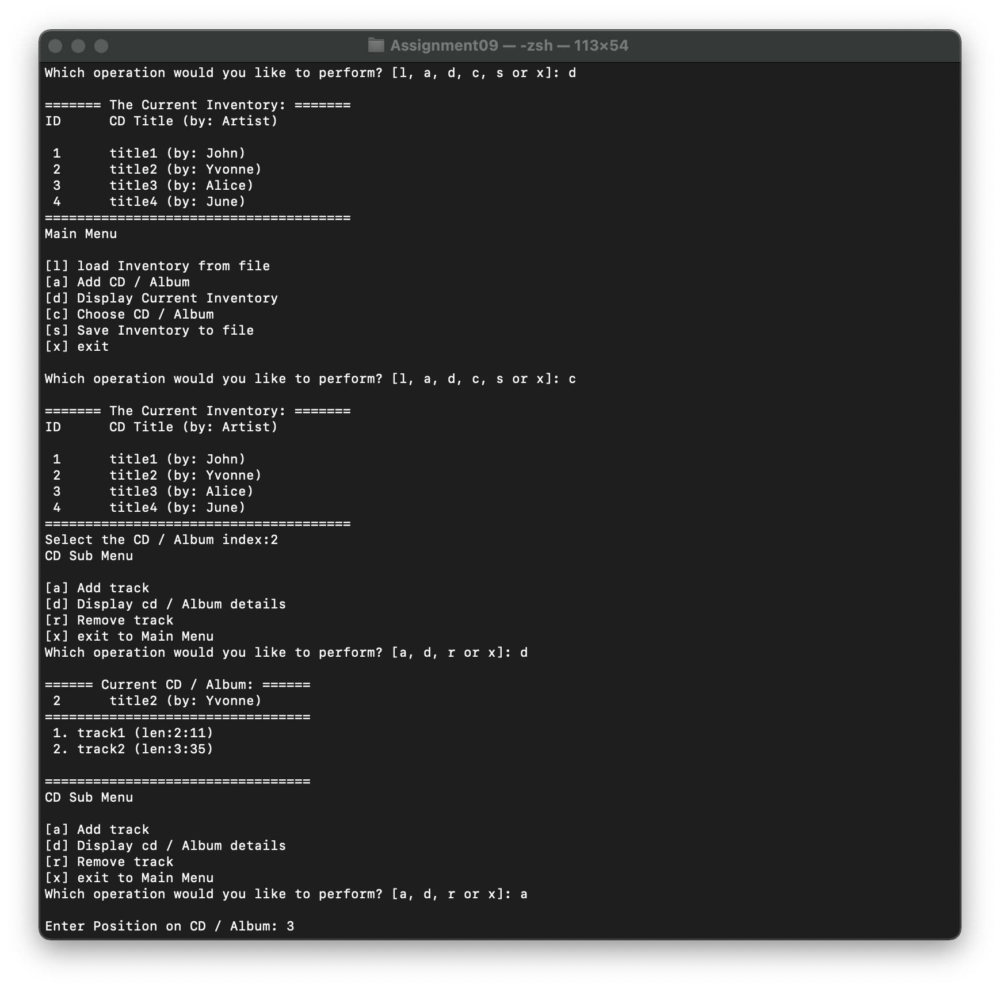 Assignment09 — -zsh — 113×54
Which operation would you like to perform? [l, a, d, c, s or x]: d
======= The Current Inventory: =======
ID      CD Title (by: Artist)
 1      title1 (by: John)
 2      title2 (by: Yvonne)
 3      title3 (by: Alice)
 4      title4 (by: June)
======================================
Main Menu
[l] load Inventory from file
[a] Add CD / Album
[d] Display Current Inventory
[c] Choose CD / Album
[s] Save Inventory to file
[x] exit
Which operation would you like to perform? [l, a, d, c, s or x]: c
======= The Current Inventory: =======
ID      CD Title (by: Artist)
 1      title1 (by: John)
 2      title2 (by: Yvonne)
 3      title3 (by: Alice)
 4      title4 (by: June)
======================================
Select the CD / Album index:2
CD Sub Menu
[a] Add track
[d] Display cd / Album details
[r] Remove track
[x] exit to Main Menu
Which operation would you like to perform? [a, d, r or x]: d
====== Current CD / Album: ======
 2      title2 (by: Yvonne)
=================================
 1. track1 (len:2:11)
 2. track2 (len:3:35)
=================================
CD Sub Menu
[a] Add track
[d] Display cd / Album details
[r] Remove track
[x] exit to Main Menu
Which operation would you like to perform? [a, d, r or x]: a
Enter Position on CD / Album: 3